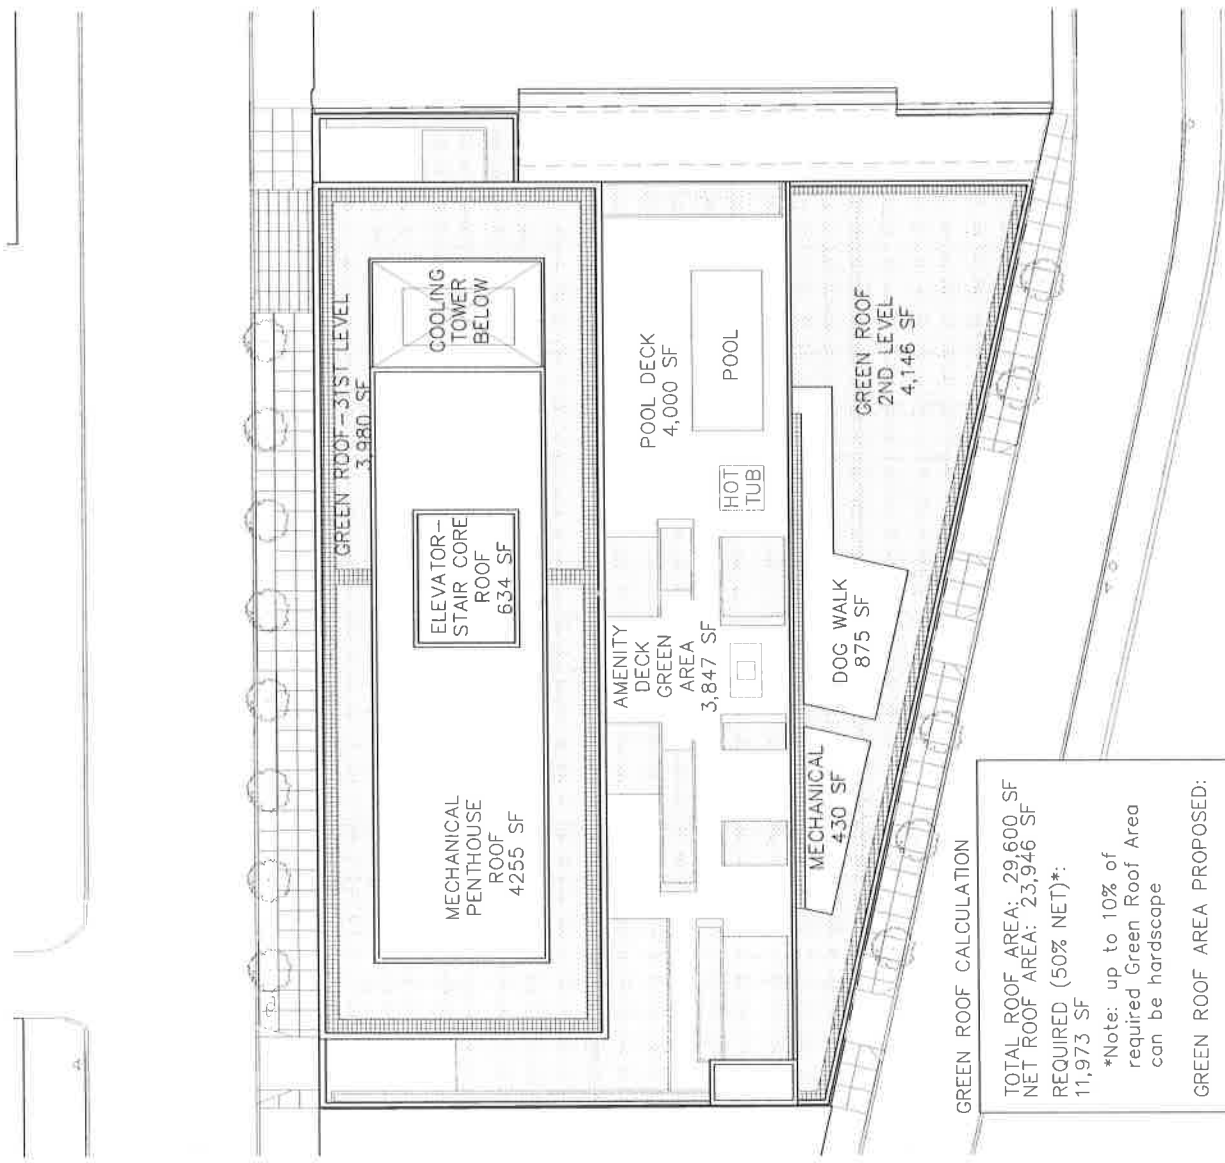 GREEN ROOF-31ST LEVEL
3,980 SF
COOLING
TOWER
BELOW
ELEVATOR-
STAIR CORE
ROOF
634 SF
MECHANICAL
PENTHOUSE
ROOF
4255 SF
POOL DECK
4,000 SF
POOL
HOT
TUB
AMENITY
DECK
GREEN
AREA
3,847 SF
GREEN ROOF
2ND LEVEL
4,146 SF
DOG WALK
875 SF
MECHANICAL
430 SF
GREEN ROOF CALCULATION
TOTAL ROOF AREA: 29,600 SF
NET ROOF AREA: 23,946 SF
REQUIRED (50% NET)*:
11,973 SF
*Note: up to 10% of
required Green Roof Area
can be hardscape
GREEN ROOF AREA PROPOSED: